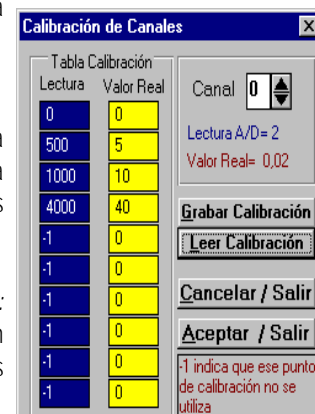 Calibración de Canales
Tabla Calibración
Lectura Valor Real
0 0
500 5
1000 10
4000 40
-1 0
-1 0
-1 0
-1 0
-1 0
-1 0
Canal 0
Lectura A/D= 2
Valor Real= 0,02
Grabar Calibración
Leer Calibración
Cancelar / Salir
Aceptar / Salir
-1 indica que ese punto
de calibración no se
utiliza